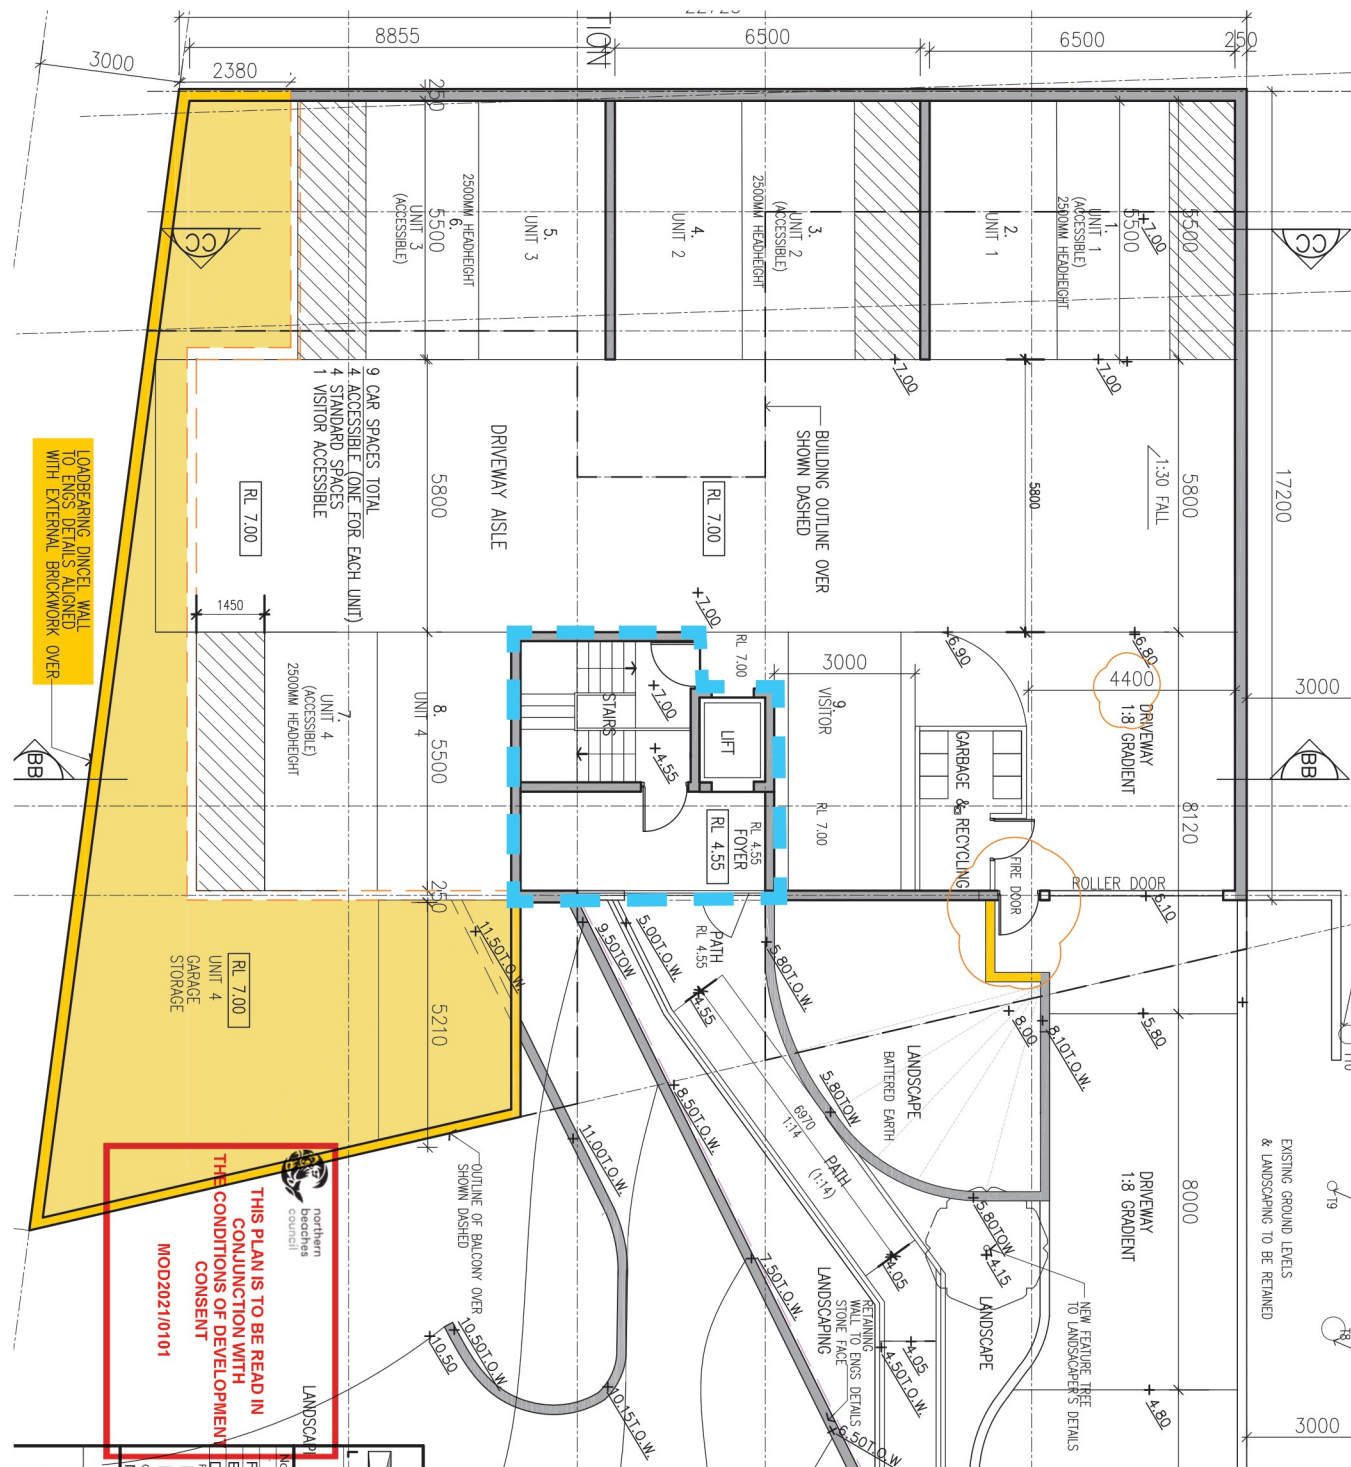 22720
8855
TION
6500
6500
250
3000
2380
250
5500
UNIT 3
(ACCESSIBLE)
6.
2500MM HEADHEIGHT
5.
UNIT 3
4.
UNIT 2
3.
UNIT 2
(ACCESSIBLE)
2500MM HEADHEIGHT
2.
UNIT 1
1.
UNIT 1
(ACCESSIBLE)
2500MM HEADHEIGHT
5500
+7.00
5500
CC
CC
+7.00
+7.00
9 CAR SPACES TOTAL
4 ACCESSIBLE (ONE FOR EACH UNIT)
4 STANDARD SPACES
1 VISITOR ACCESSIBLE
DRIVEWAY AISLE
BUILDING OUTLINE OVER
SHOWN DASHED
RL 7.00
RL 7.00
5800
5800
5800
1:30 FALL
17200
LOADBEARING DINCEL WALL
TO ENGS DETAILS ALIGNED
WITH EXTERNAL BRICKWORK OVER
1450
+7.00
RL 7.00
3000
+6.90
+6.80
4400
3000
DRIVEWAY
1:8 GRADIENT
7.
UNIT 4
(ACCESSIBLE)
2500MM HEADHEIGHT
8.
UNIT 4
5500
STAIRS
+7.00
+4.55
LIFT
9.
VISITOR
RL 7.00
GARBAGE & RECYCLING
8120
BB
BB
RL 4.55
FOYER
RL 4.55
FIRE DOOR
ROLLER DOOR
6.10
250
11.50T.O.W.
9.50TOW
5.00T.O.W.
PATH
RL 4.55
5.80T.O.W.
4.55
RL 7.00
UNIT 4
GARAGE
STORAGE
5210
8.00
8.10T.O.W.
5.80
LANDSCAPE
BATTERED EARTH
5.80TOW
6970
1:14
PATH
(1:14)
8.50T.O.W.
11.00T.O.W.
OUTLINE OF BALCONY OVER
SHOWN DASHED
DRIVEWAY
1:8 GRADIENT
8000
EXISTING GROUND LEVELS
& LANDSCAPING TO BE RETAINED
T9
5.80TOW
4.15
4.05
7.50T.O.W.
LANDSCAPING
RETAINING
WALL TO ENGS DETAILS
STONE FACE
LANDSCAPE
NEW FEATURE TREE
TO LANDSACAPER'S DETAILS
4.05
4.50T.O.W.
10.50T.O.W.
10.50
10.15T.O.W.
6.50T.O.W
4.80
3000
T8
northern
beaches
council
THIS PLAN IS TO BE READ IN
CONJUNCTION WITH
THE CONDITIONS OF DEVELOPMENT
CONSENT
MOD2021/0101
LANDSCAPI